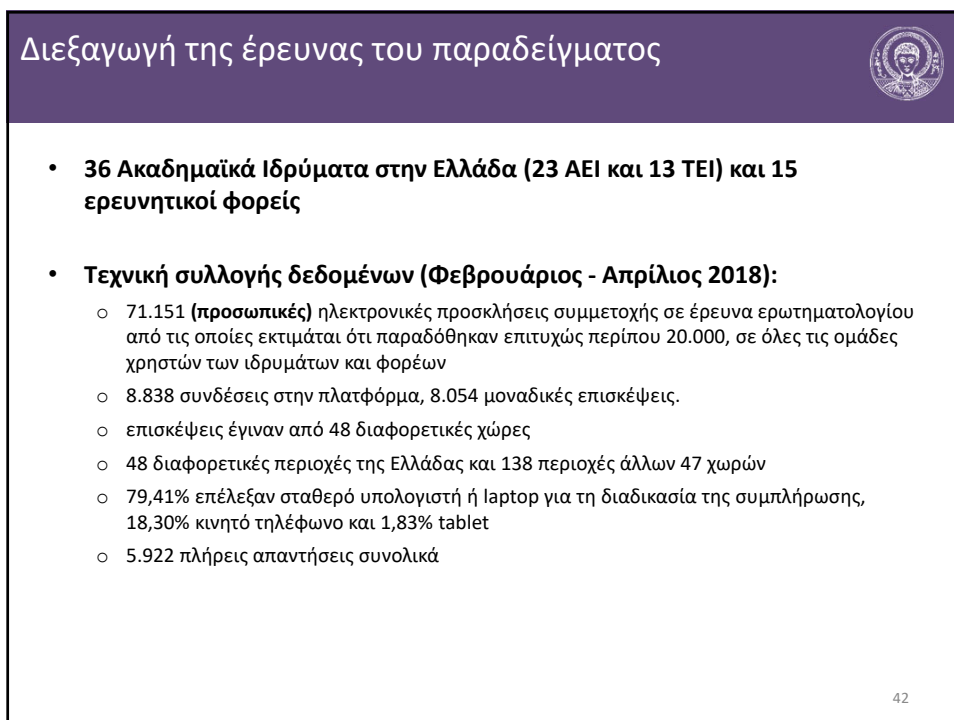 Διεξαγωγή της έρευνας του παραδείγματος
• 36 Ακαδημαϊκά Ιδρύματα στην Ελλάδα (23 ΑΕΙ και 13 ΤΕΙ) και 15
ερευνητικοί φορείς
• Τεχνική συλλογής δεδομένων (Φεβρουάριος - Απρίλιος 2018):
o 71.151 (προσωπικές) ηλεκτρονικές προσκλήσεις συμμετοχής σε έρευνα ερωτηματολογίου
από τις οποίες εκτιμάται ότι παραδόθηκαν επιτυχώς περίπου 20.000, σε όλες τις ομάδες
χρηστών των ιδρυμάτων και φορέων
o 8.838 συνδέσεις στην πλατφόρμα, 8.054 μοναδικές επισκέψεις.
o επισκέψεις έγιναν από 48 διαφορετικές χώρες
o 48 διαφορετικές περιοχές της Ελλάδας και 138 περιοχές άλλων 47 χωρών
o 79,41% επέλεξαν σταθερό υπολογιστή ή laptop για τη διαδικασία της συμπλήρωσης,
18,30% κινητό τηλέφωνο και 1,83% tablet
o 5.922 πλήρεις απαντήσεις συνολικά
42